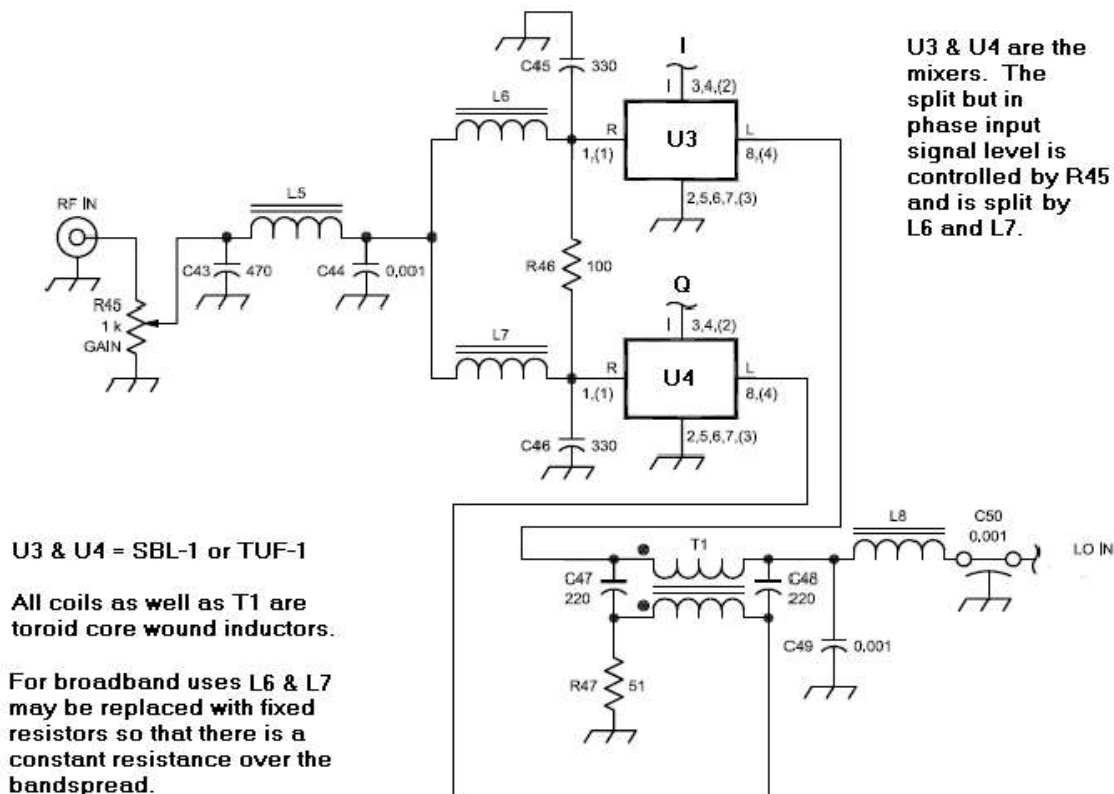 U3 & U4 are the
mixers. The
split but in
phase input
signal level is
controlled by R45
and is split by
L6 and L7.
I
C45
330
I
3,4,(2)
L6
R
U3
L
1,(1)
8,(4)
2,5,6,7,(3)
RF IN
L5
C43
470
C44
0,001
R46
100
R45
1 k
GAIN
Q
I
3,4,(2)
L7
R
U4
L
1,(1)
8,(4)
C46
330
2,5,6,7,(3)
U3 & U4 = SBL-1 or TUF-1
All coils as well as T1 are
toroid core wound inductors.
For broadband uses L6 & L7
may be replaced with fixed
resistors so that there is a
constant resistance over the
bandspread.
T1
L8
C50
0,001
LO IN
C47
220
C48
220
C49
0,001
R47
51